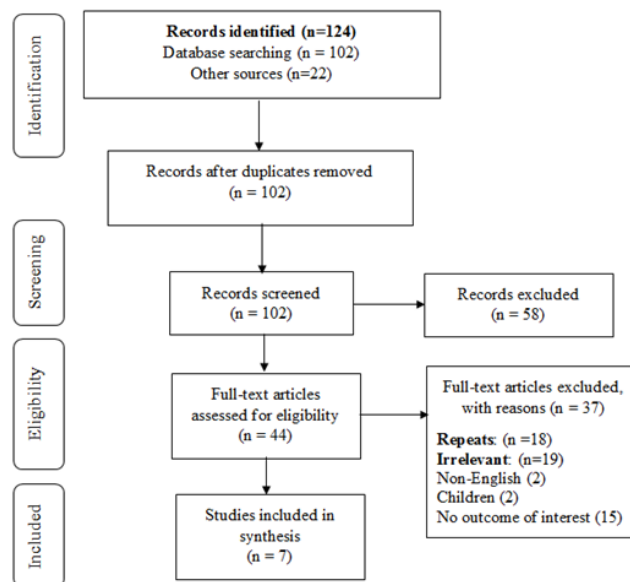 Identification
Records identified (n=124)
Database searching (n = 102)
Other sources (n=22)
Records after duplicates removed
(n = 102)
Screening
Records screened
(n = 102)
Records excluded
(n = 58)
Eligibility
Full-text articles
assessed for eligibility
(n = 44)
Full-text articles excluded,
with reasons (n = 37)
Repeats: (n =18)
Irrelevant: (n=19)
Non-English (2)
Children (2)
No outcome of interest (15)
Included
Studies included in
synthesis
(n = 7)